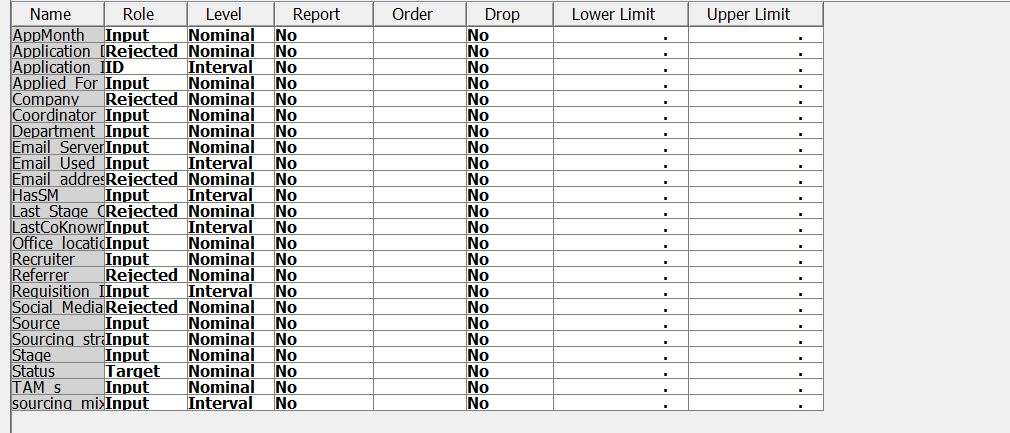 Name Role Level Report Order Drop Lower Limit Upper Limit
AppMonth Input Nominal No No . .
Application Rejected Nominal No No . .
Application ID Interval No No . .
Applied For Input Nominal No No . .
Company Rejected Nominal No No . .
Coordinator Input Nominal No No . .
Department Input Nominal No No . .
Email Server Input Nominal No No . .
Email Used Input Interval No No . .
Email addres Rejected Nominal No No . .
HasSM Input Interval No No . .
Last Stage Rejected Nominal No No . .
LastCoKnown Input Interval No No . .
Office locatic Input Nominal No No . .
Recruiter Input Nominal No No . .
Referrer Rejected Nominal No No . .
Requisition Input Interval No No . .
Social Media Rejected Nominal No No . .
Source Input Nominal No No . .
Sourcing stra Input Nominal No No . .
Stage Input Nominal No No . .
Status Target Nominal No No . .
TAM s Input Nominal No No . .
sourcing mix Input Interval No No . .